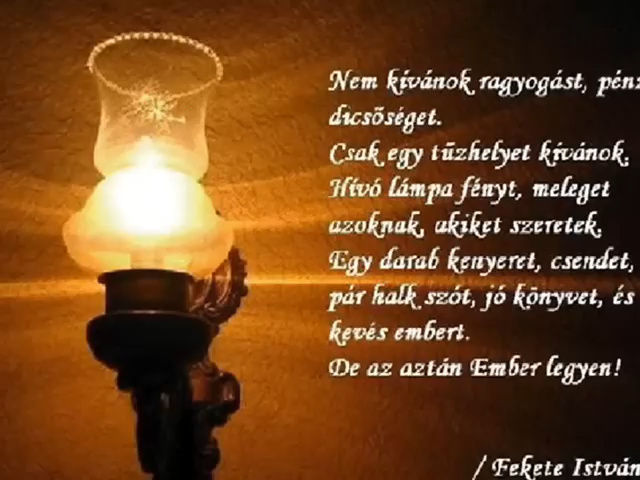 Nem kívánok ragyogást, pénz
dicsőséget.
Csak egy tűzhelyet kívánok.
Hívó lámpa fényt, meleget
azoknak, akiket szeretek.
Egy darab kenyeret, csendet,
pár halk szót, jó könyvet, és
kevés embert.
De az aztán Ember legyen!
/ Fekete István